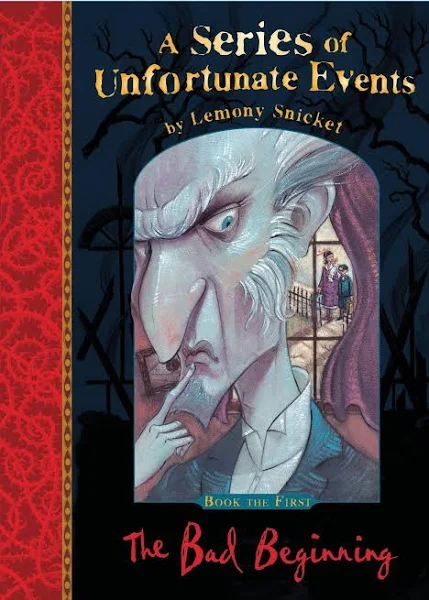 A Series of
Unfortunate Events
by Lemony Snicket
Book the First
The Bad Beginning